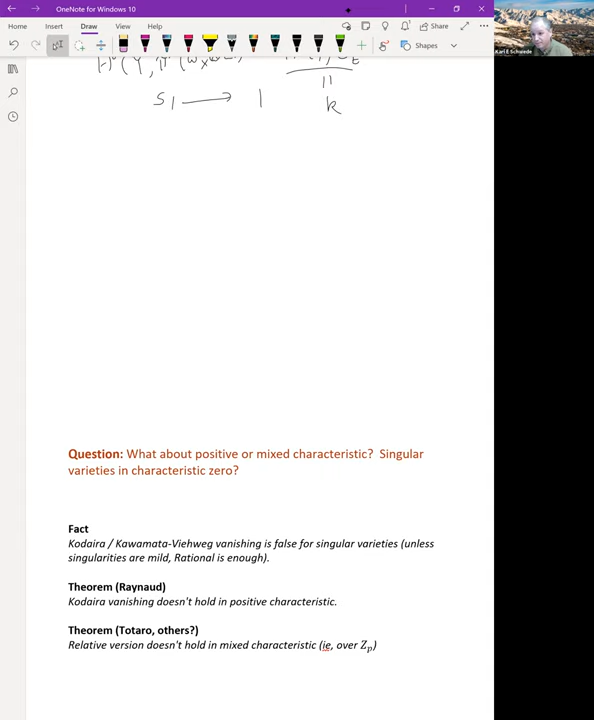 OneNote for Windows 10
Home Insert Draw View Help Share
Shapes
Karl E Schwede
S1 → 1 k
Question: What about positive or mixed characteristic? Singular
varieties in characteristic zero?
Fact
Kodaira / Kawamata-Viehweg vanishing is false for singular varieties (unless
singularities are mild, Rational is enough).
Theorem (Raynaud)
Kodaira vanishing doesn't hold in positive characteristic.
Theorem (Totaro, others?)
Relative version doesn't hold in mixed characteristic (ie, over Zₚ)